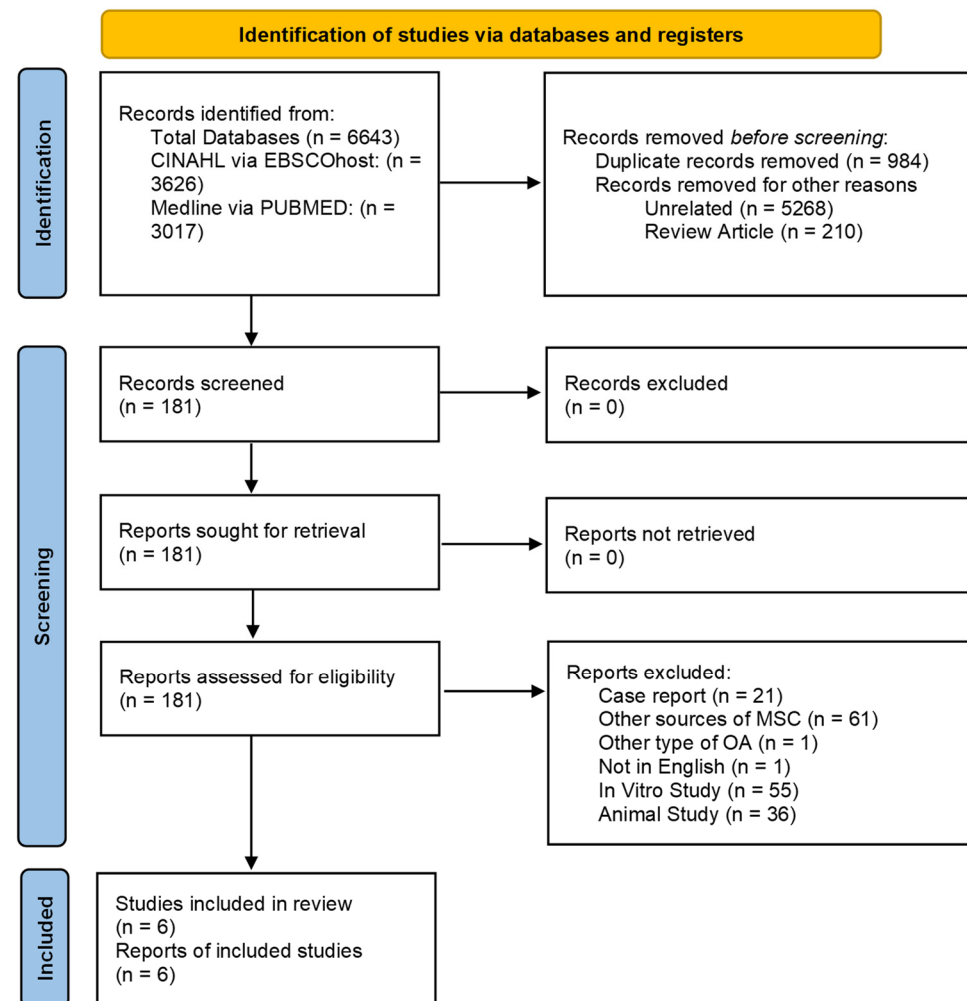 Identification of studies via databases and registers
Identification
Records identified from:
Total Databases (n = 6643)
CINAHL via EBSCOhost: (n =
3626)
Medline via PUBMED: (n =
3017)
Records removed before screening:
Duplicate records removed (n = 984)
Records removed for other reasons
Unrelated (n = 5268)
Review Article (n = 210)
Screening
Records screened
(n = 181)
Records excluded
(n = 0)
Reports sought for retrieval
(n = 181)
Reports not retrieved
(n = 0)
Reports assessed for eligibility
(n = 181)
Reports excluded:
Case report (n = 21)
Other sources of MSC (n = 61)
Other type of OA (n = 1)
Not in English (n = 1)
In Vitro Study (n = 55)
Animal Study (n = 36)
Included
Studies included in review
(n = 6)
Reports of included studies
(n = 6)